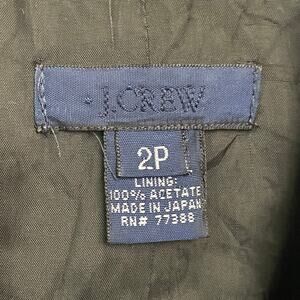 J.CREW
2P
LINING:
100% ACETATE
MADE IN JAPAN
RN# 77388